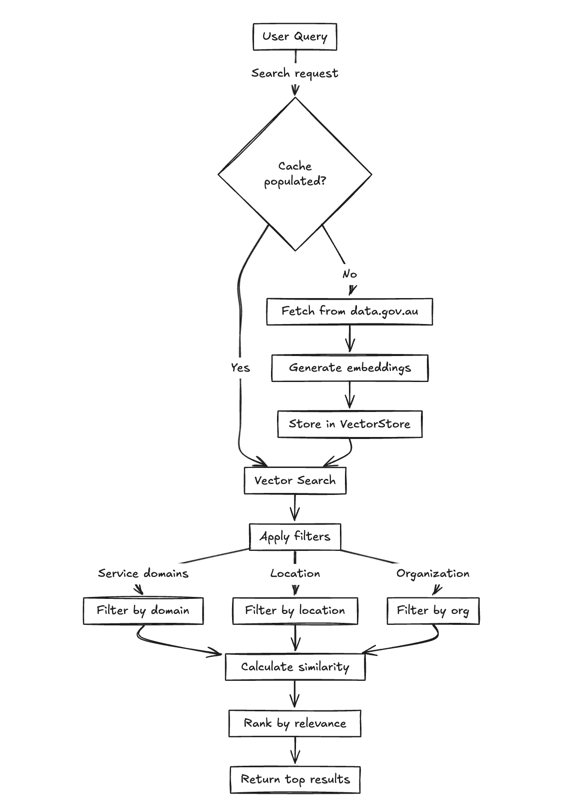 User Query
Search request
Cache
populated?
No
Fetch from data.gov.au
Yes
Generate embeddings
Store in VectorStore
Vector Search
Apply filters
Service domains
Location
Organization
Filter by domain
Filter by location
Filter by org
Calculate similarity
Rank by relevance
Return top results